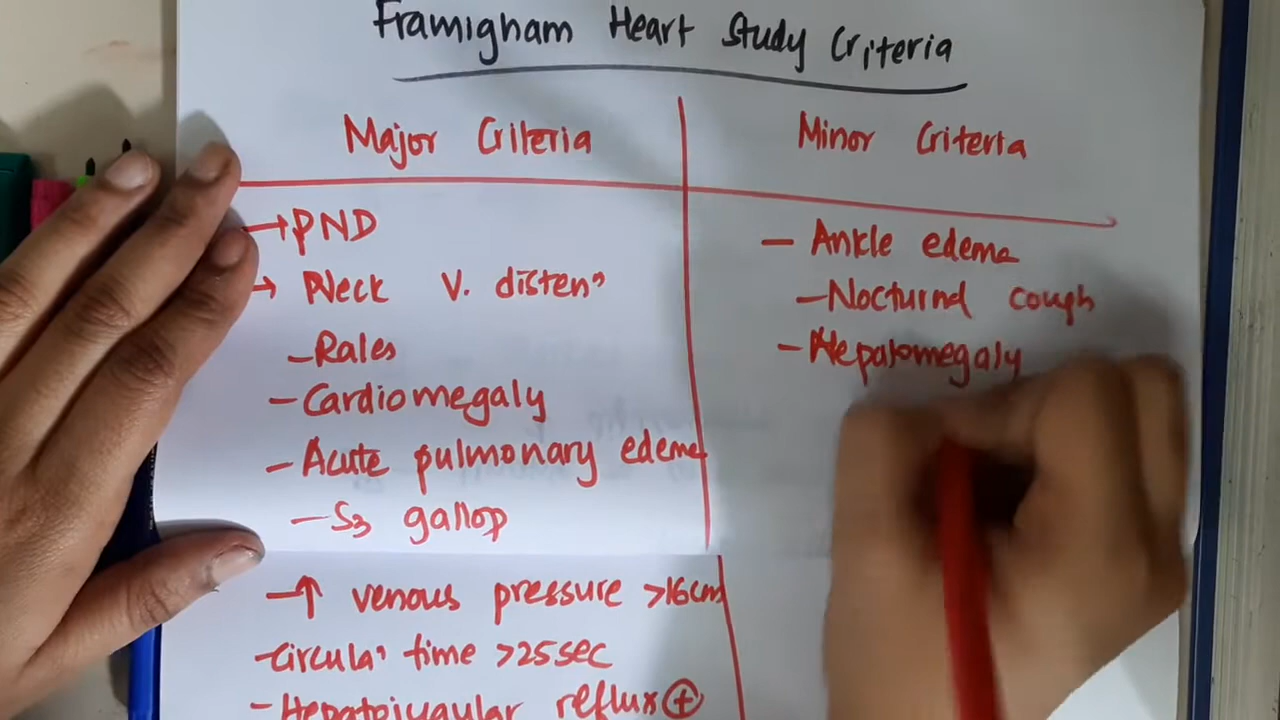 Framigham Heart Study Criteria
Major Criteria
Minor Criteria
→PND
→ Neck V. disten^n
- Rales
- Cardiomegaly
- Acute pulmonary edema
- S3 gallop
- ↑ venous pressure >16cm
- Circula^n time >25sec
- Hepatojugular reflux (+)
- Ankle edema
- Nocturnal cough
- Hepatomegaly